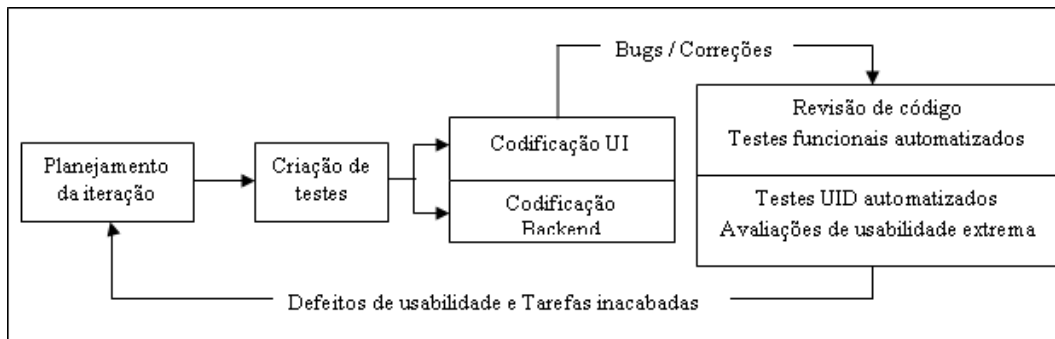 Bugs / Correções
Revisão de código
Testes funcionais automatizados
Codificação UI
Planejamento
da iteração
Criação de
testes
Codificação
Backend
Testes UID automatizados
Avaliações de usabilidade extrema
Defeitos de usabilidade e Tarefas inacabadas